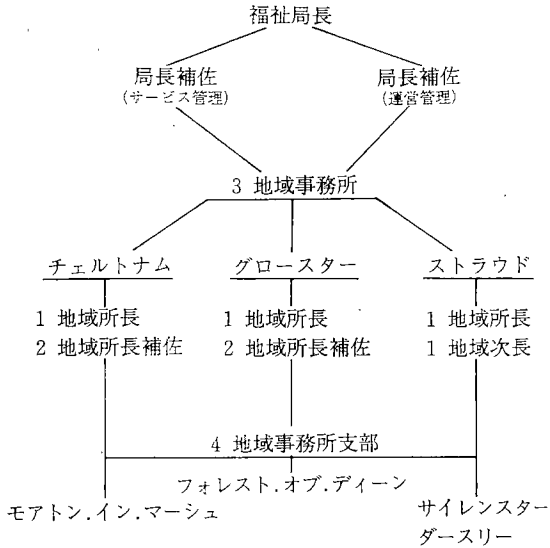 福祉局長
局長補佐 局長補佐
(サービス管理) (運営管理)
3 地域事務所
チェルトナム グロースター ストラウド
1 地域所長 1 地域所長 1 地域所長
2 地域所長補佐 2 地域所長補佐 1 地域次長
4 地域事務所支部
フォレスト.オブ.ディーン
モアトン.イン.マーシュ サイレンスター
ダースリー